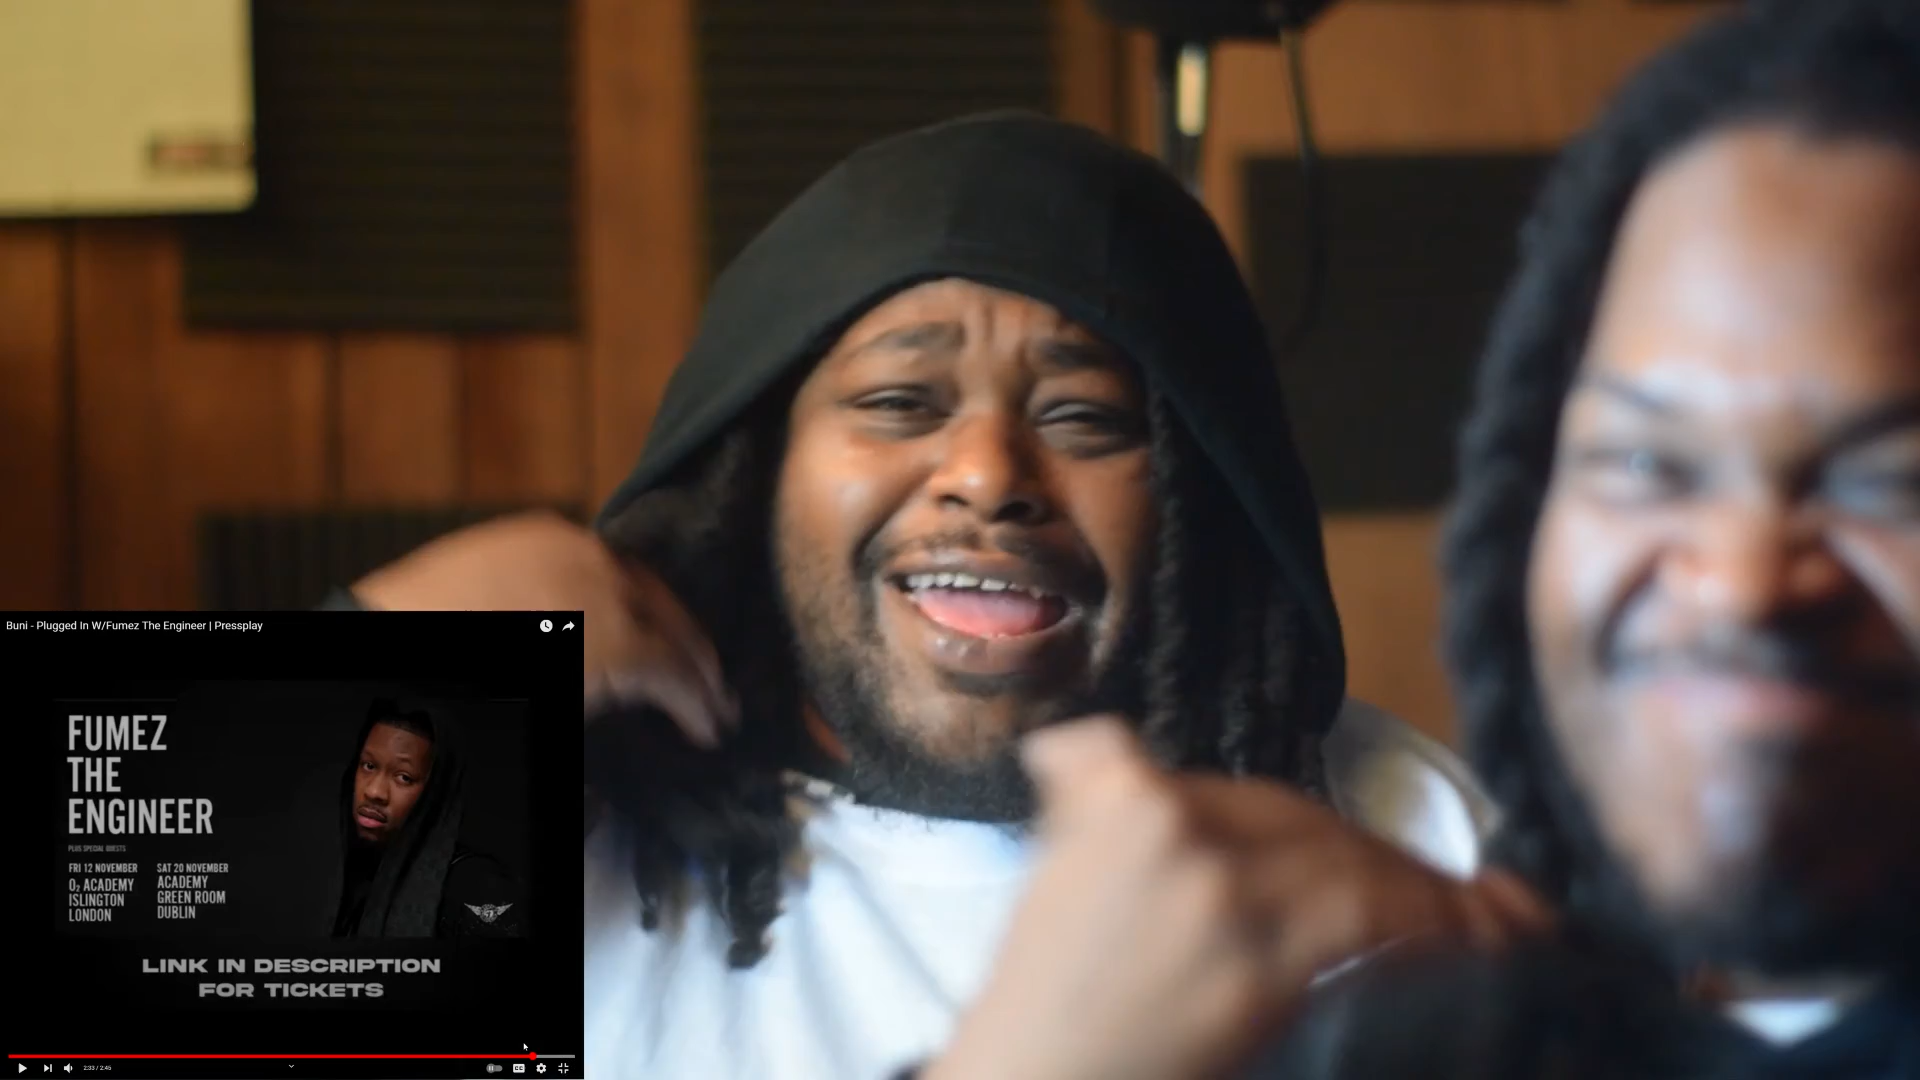 Buni - Plugged In W/Fumez The Engineer | Pressplay
FUMEZ
THE
ENGINEER
PLUS SPECIAL GUESTS
FRI 12 NOVEMBER
O₂ ACADEMY
ISLINGTON
LONDON
SAT 20 NOVEMBER
ACADEMY
GREEN ROOM
DUBLIN
LINK IN DESCRIPTION
FOR TICKETS
2:33 / 2:45
CC